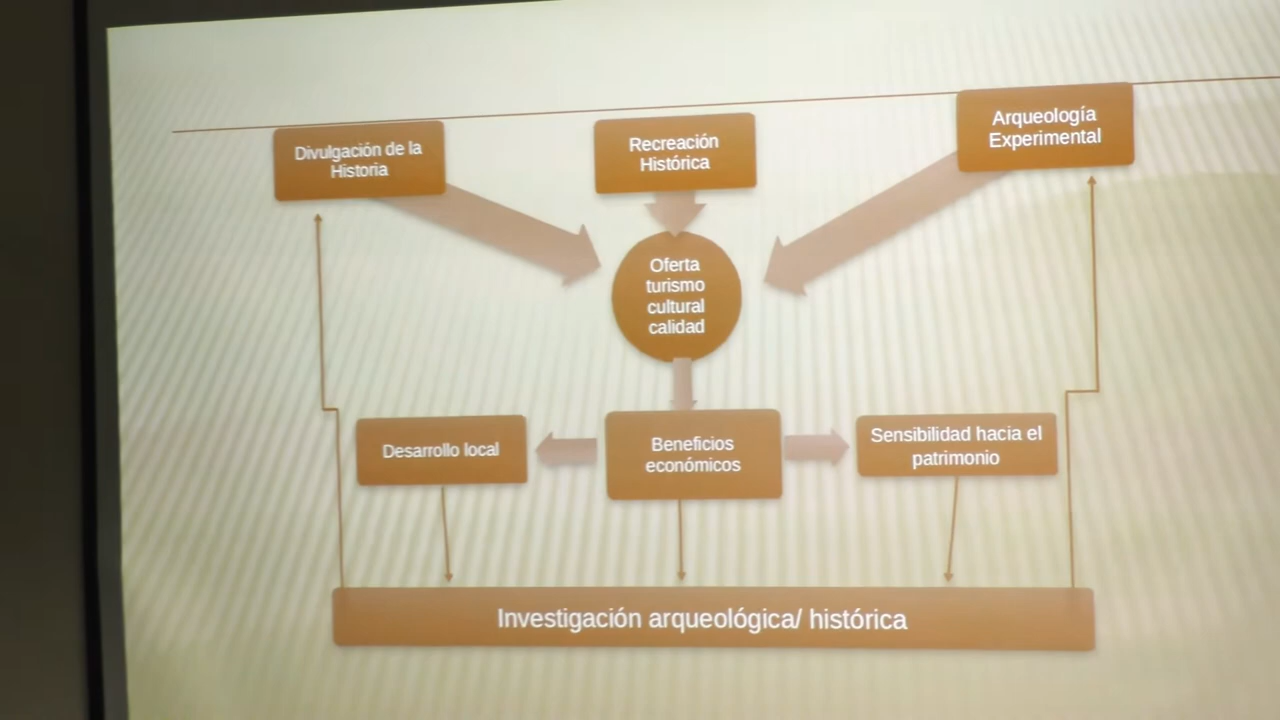 Divulgación de la
Historia
Recreación
Histórica
Arqueología
Experimental
Oferta
turismo
cultural
calidad
Desarrollo local
Beneficios
económicos
Sensibilidad hacia el
patrimonio
Investigación arqueológica/ histórica